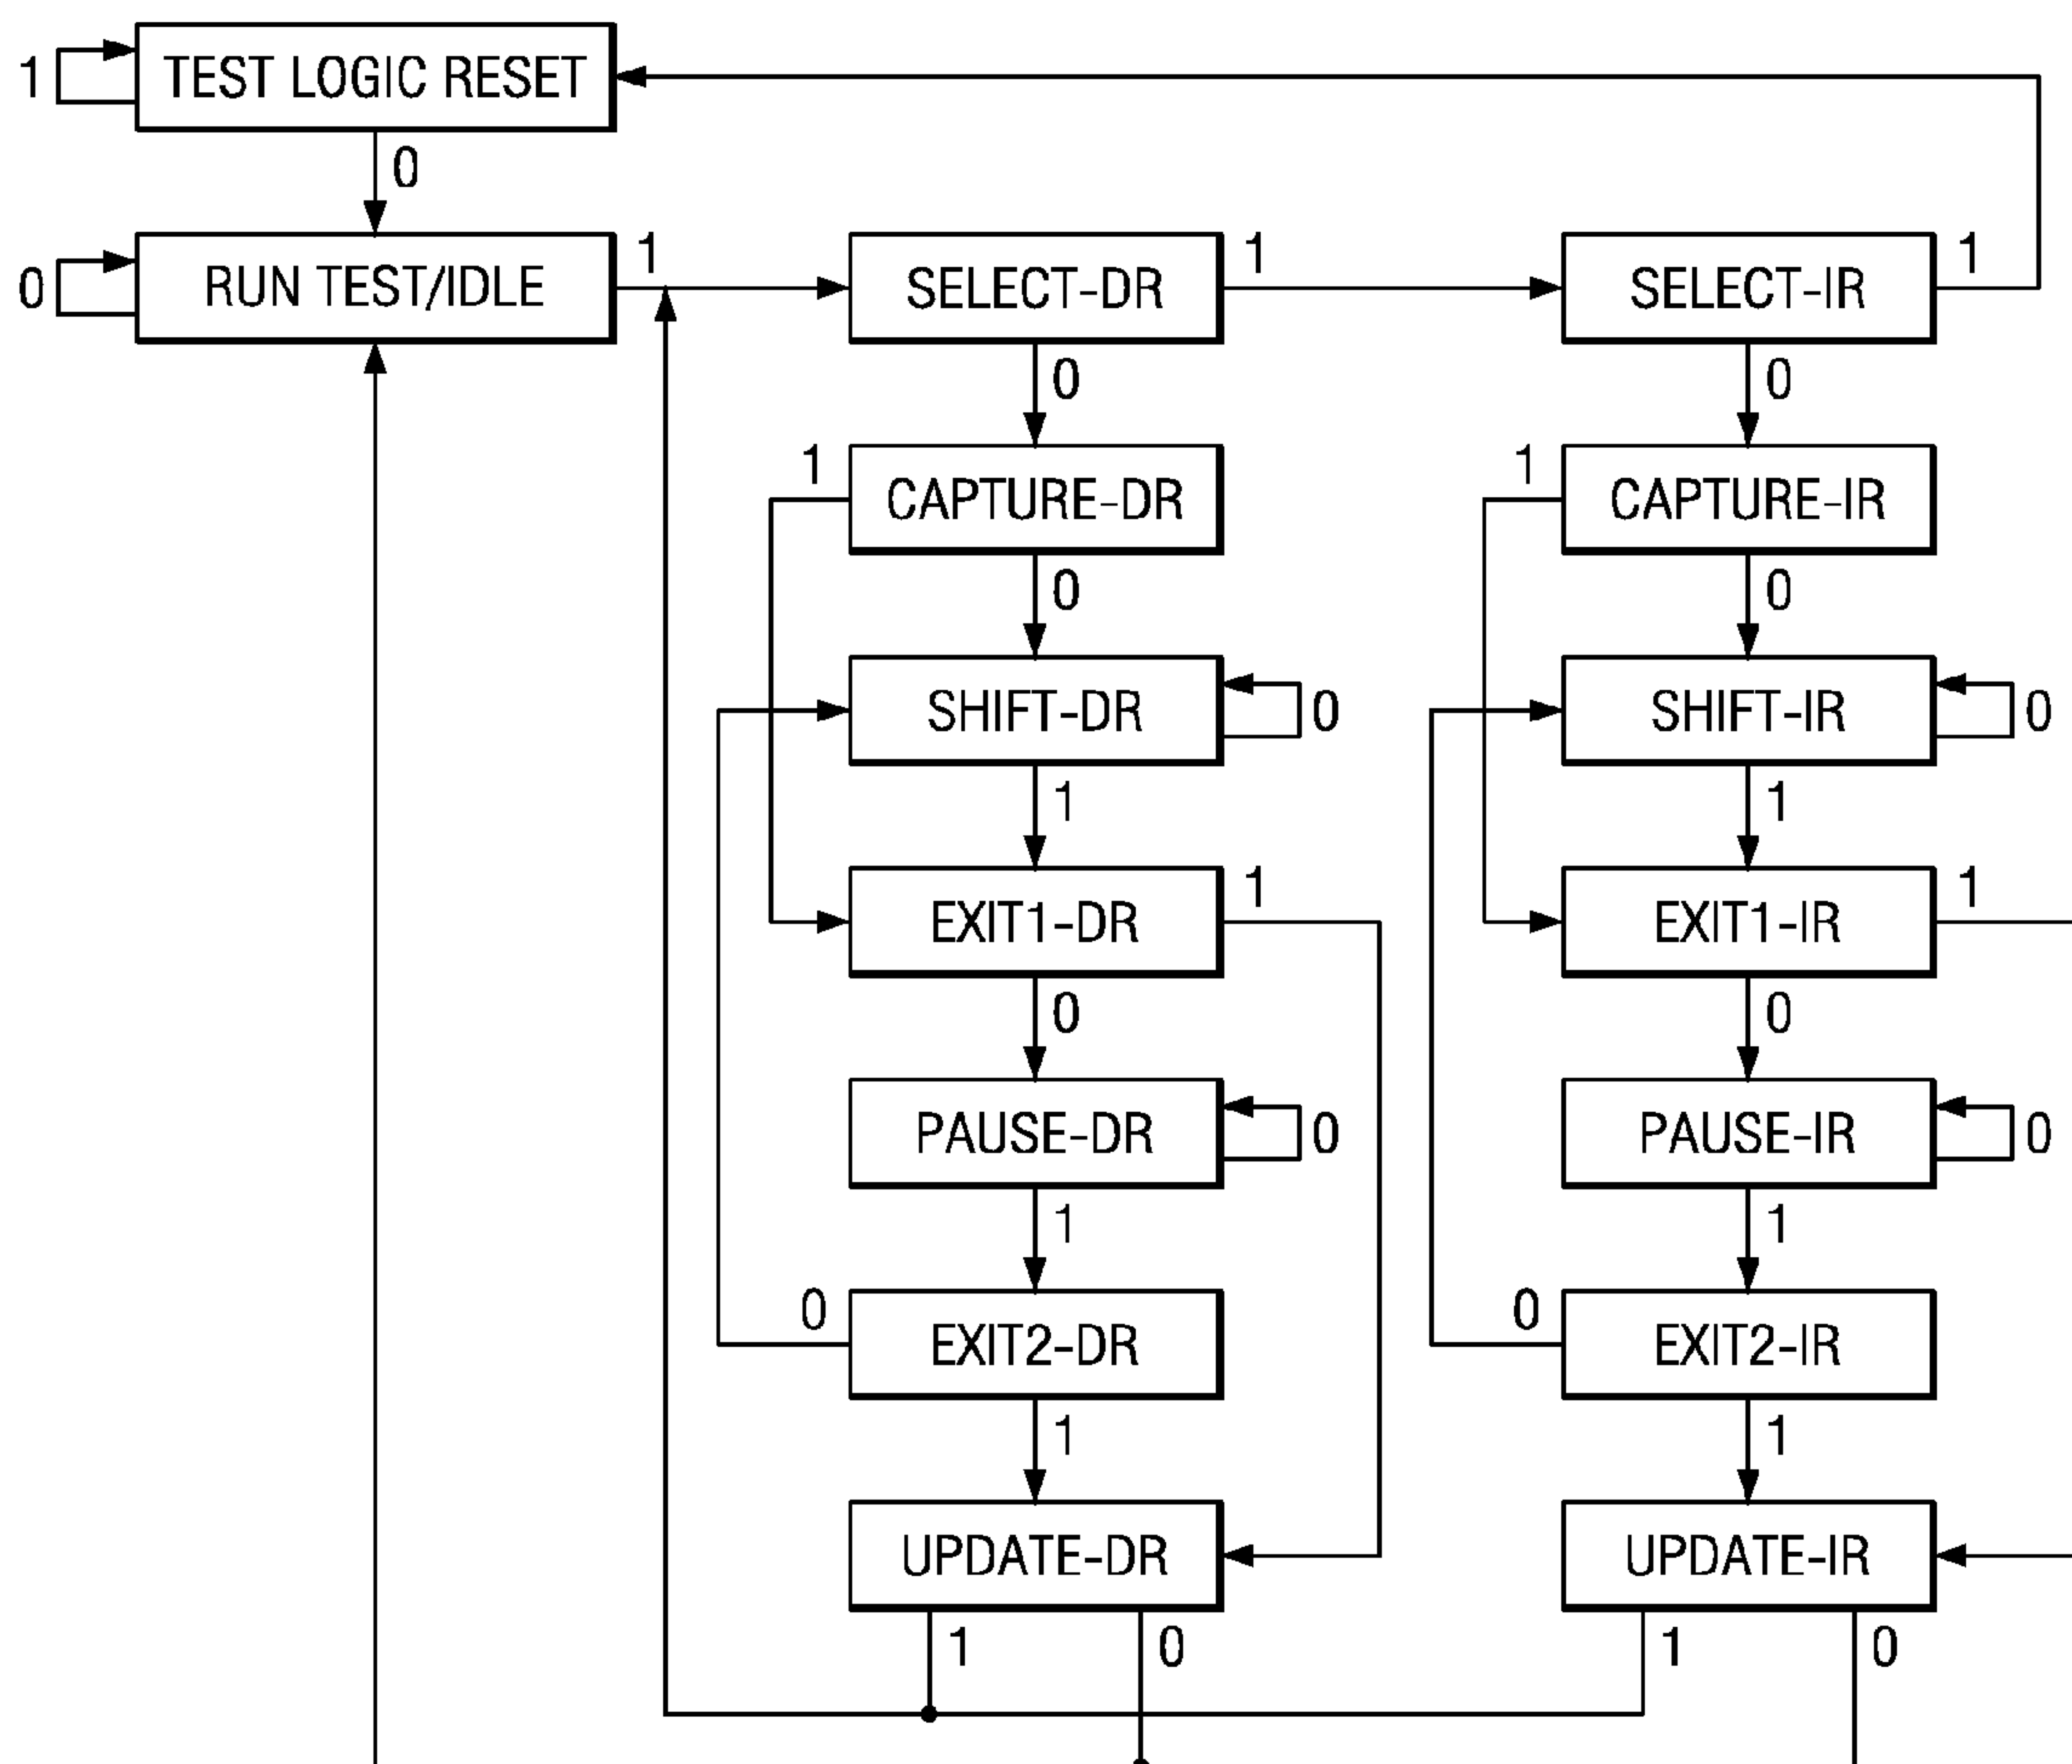 TEST LOGIC RESET
1
0
RUN TEST/IDLE
0
1
SELECT-DR
1
SELECT-IR
1
0
0
1
CAPTURE-DR
1
CAPTURE-IR
0
0
SHIFT-DR
0
SHIFT-IR
0
1
1
EXIT1-DR
1
EXIT1-IR
1
0
0
PAUSE-DR
0
PAUSE-IR
0
1
1
0
EXIT2-DR
0
EXIT2-IR
1
1
UPDATE-DR
UPDATE-IR
1
0
1
0